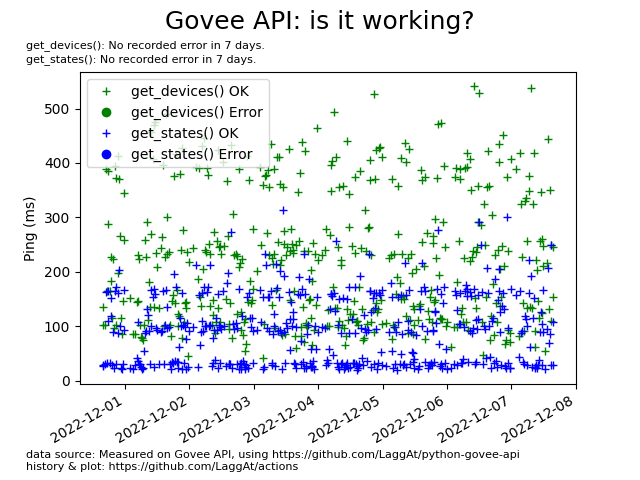 Govee API: is it working?
get_devices(): No recorded error in 7 days.
get_states(): No recorded error in 7 days.
get_devices() OK
get_devices() Error
get_states() OK
get_states() Error
Ping (ms)
500
400
300
200
100
0
2022-12-01
2022-12-02
2022-12-03
2022-12-04
2022-12-05
2022-12-06
2022-12-07
2022-12-08
data source: Measured on Govee API, using https://github.com/LaggAt/python-govee-api
history & plot: https://github.com/LaggAt/actions